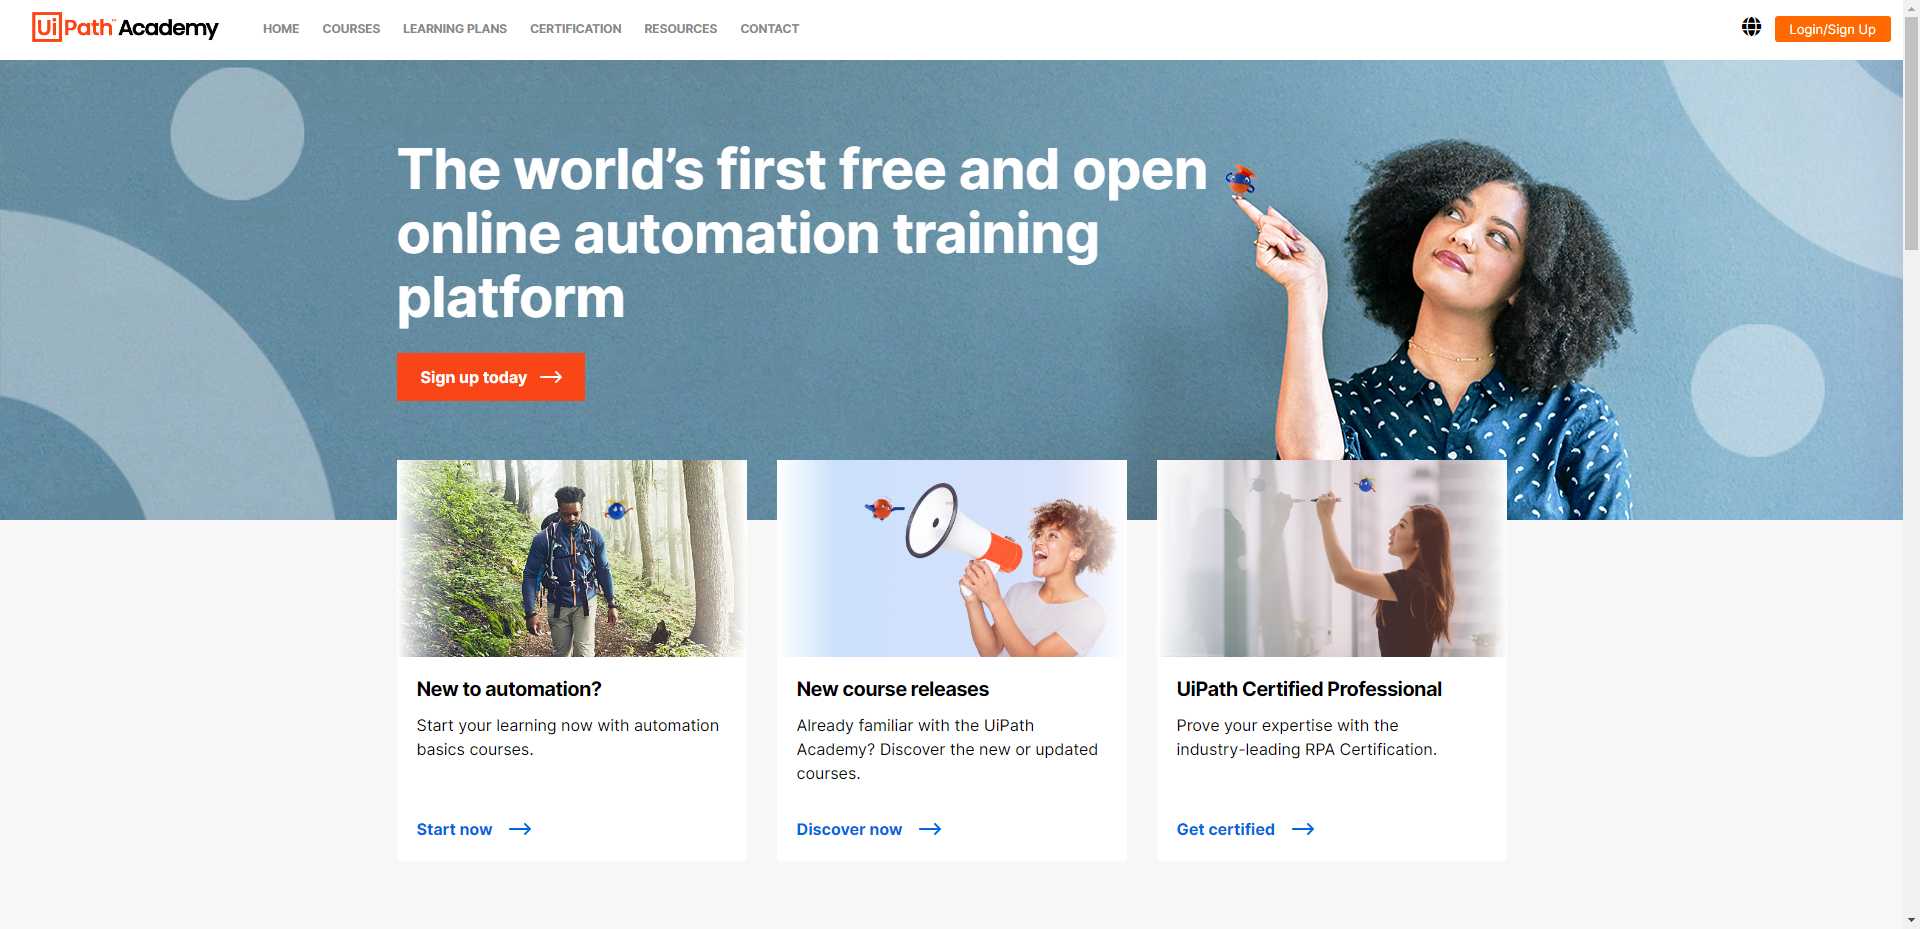 UiPath Academy
HOME COURSES LEARNING PLANS CERTIFICATION RESOURCES CONTACT
Login/Sign Up
The world’s first free and open
online automation training
platform
Sign up today
New to automation?
Start your learning now with automation
basics courses.
Start now
New course releases
Already familiar with the UiPath
Academy? Discover the new or updated
courses.
Discover now
UiPath Certified Professional
Prove your expertise with the
industry-leading RPA Certification.
Get certified